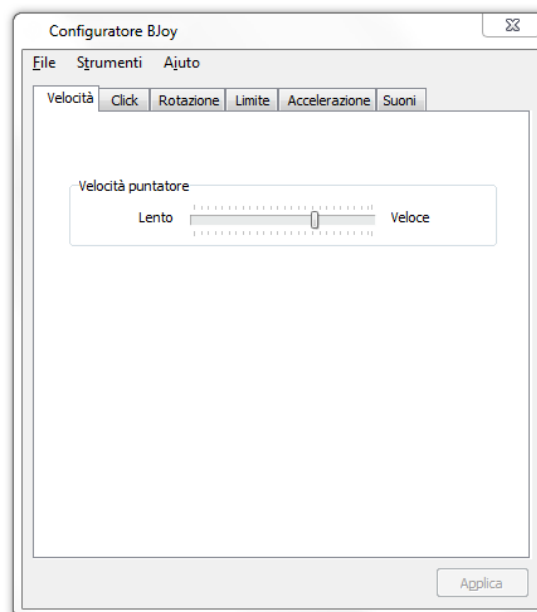 Configuratore BJoy
File Strumenti Aiuto
Velocità Click Rotazione Limite Accelerazione Suoni
Velocità puntatore
Lento Veloce
Applica